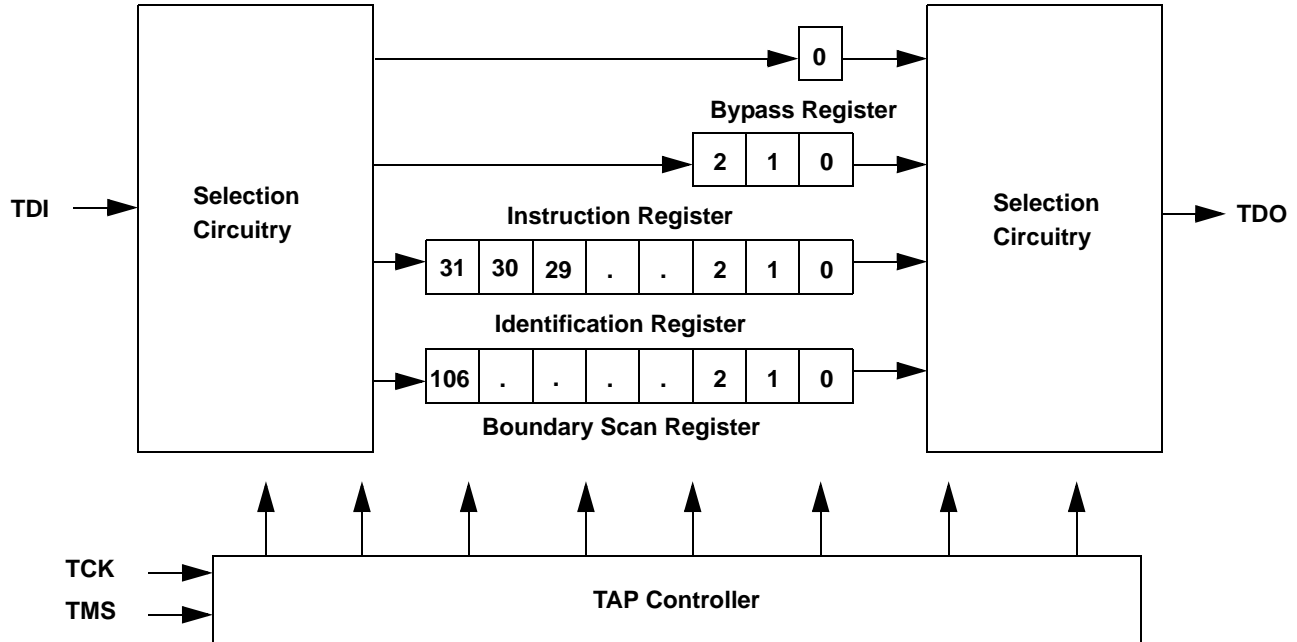 0
Bypass Register
2 1 0
TDI
Selection
Circuitry
Instruction Register
Selection
Circuitry
TDO
31 30 29 . . 2 1 0
Identification Register
106 . . . . 2 1 0
Boundary Scan Register
TCK
TMS
TAP Controller